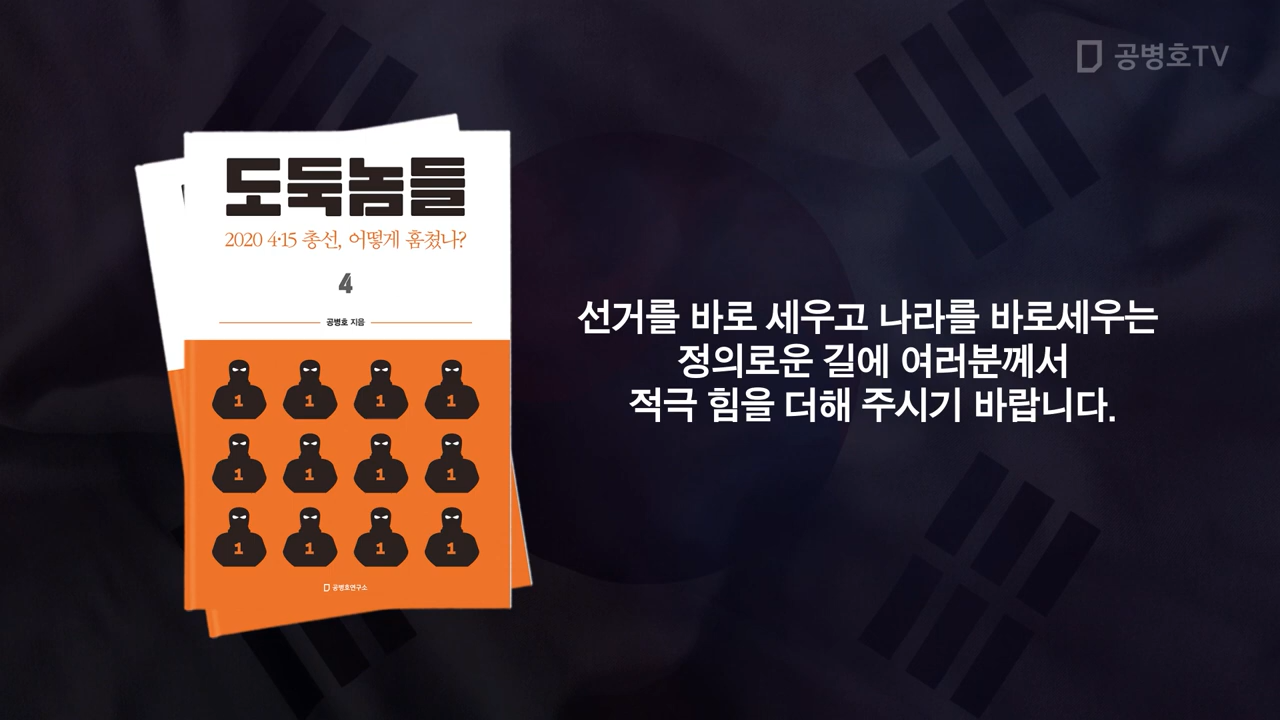 공병호TV
도둑놈들
2020 4·15 총선, 어떻게 훔쳤나?
4
공병호 지음
1 1 1 1
1 1 1 1
1 1 1 1
공병호연구소
선거를 바로 세우고 나라를 바로세우는
정의로운 길에 여러분께서
적극 힘을 더해 주시기 바랍니다.